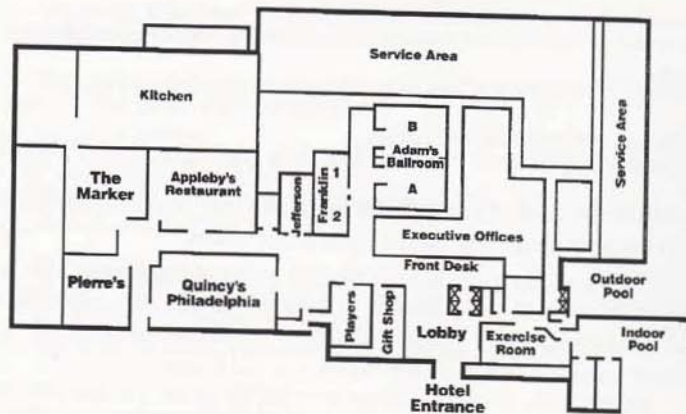 Service Area
Kitchen
Service Area
B
Adam's
Ballroom
A
The
Marker
Appleby's
Restaurant
Jefferson
Franklin
1
2
Executive Offices
Front Desk
Pierre's
Quincy's
Philadelphia
Players
Gift Shop
Lobby
Exercise
Room
Outdoor
Pool
Indoor
Pool
Hotel
Entrance